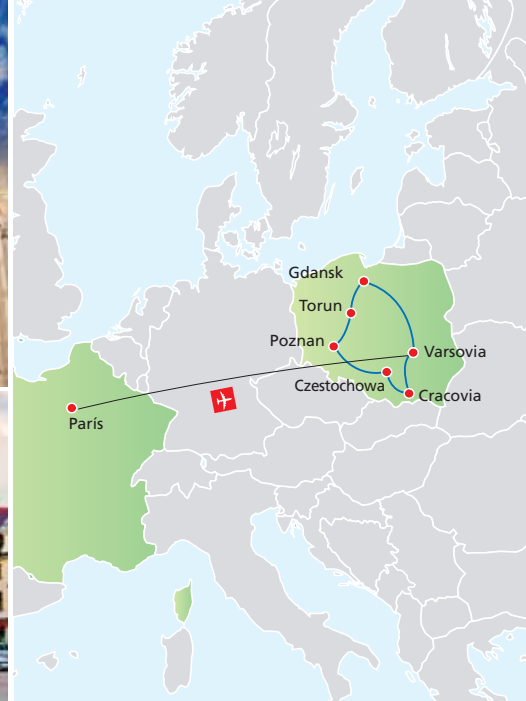 Gdansk
Torun
Poznan
Varsovia
Czestochowa
Cracovia
París